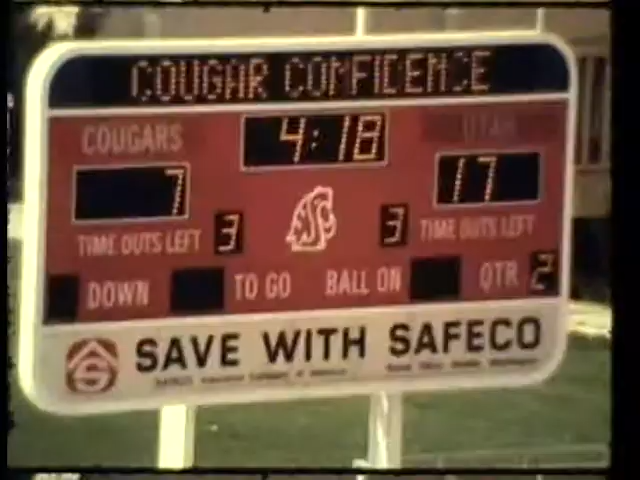 COUGAR CONFIDENCE
COUGARS 4:18 UTAH
7 17
TIME OUTS LEFT 3 WSC 3 TIME OUTS LEFT
DOWN TO GO BALL ON QTR 2
S SAVE WITH SAFECO